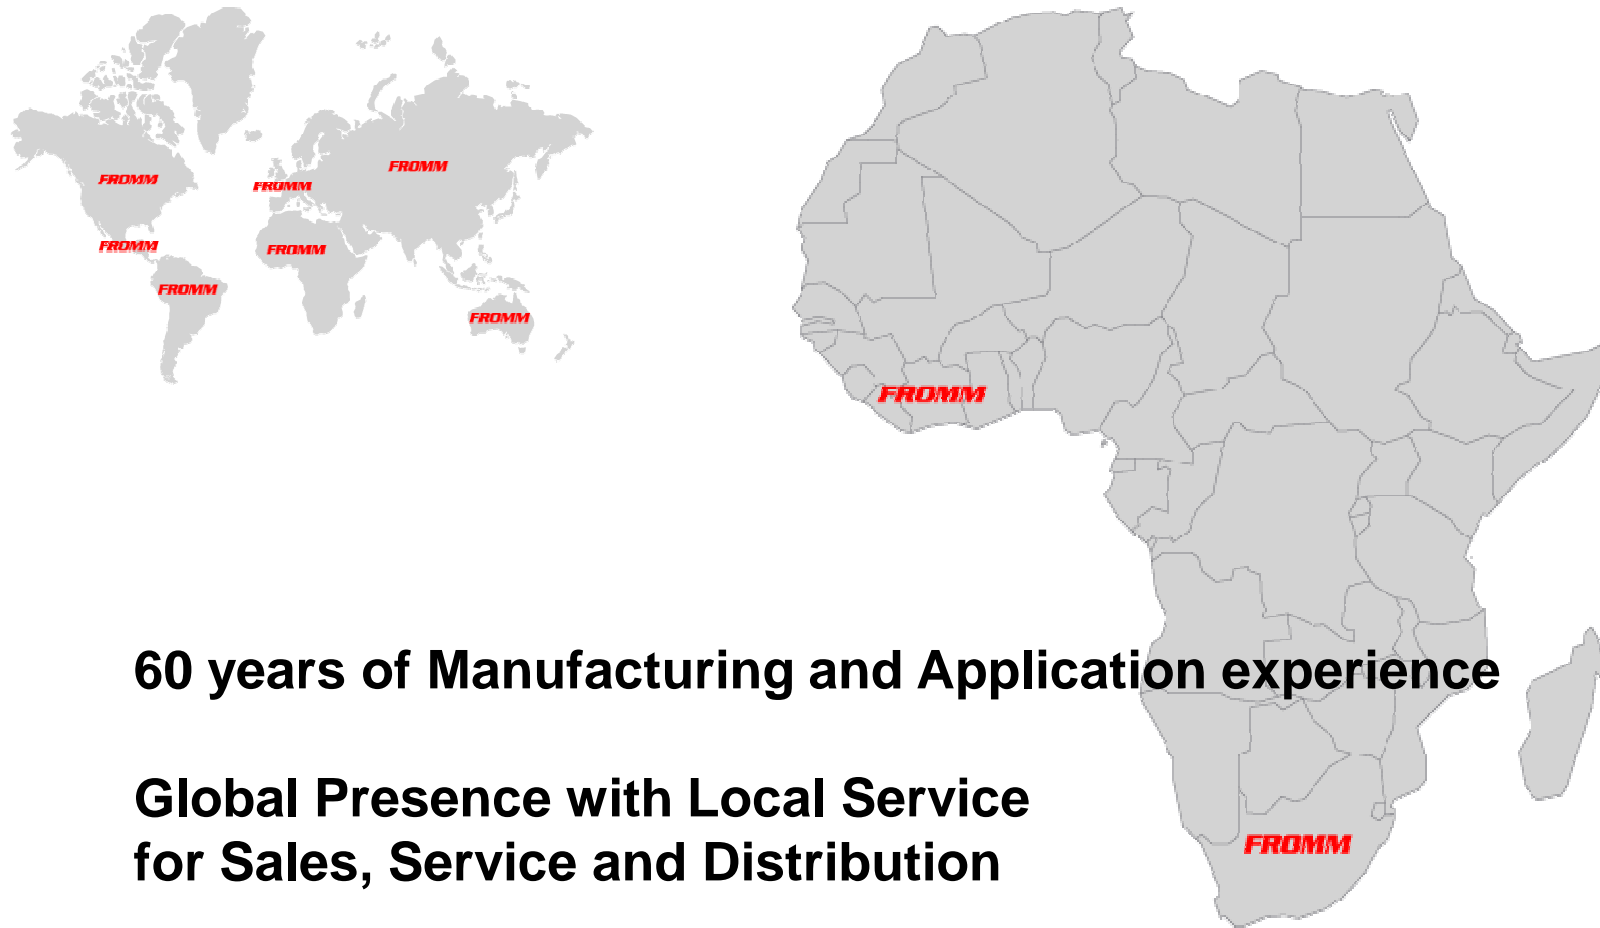 FROMM
FROMM
FROMM
FROMM
FROMM
FROMM
FROMM
FROMM
60 years of Manufacturing and Application experience
Global Presence with Local Service
for Sales, Service and Distribution
FROMM